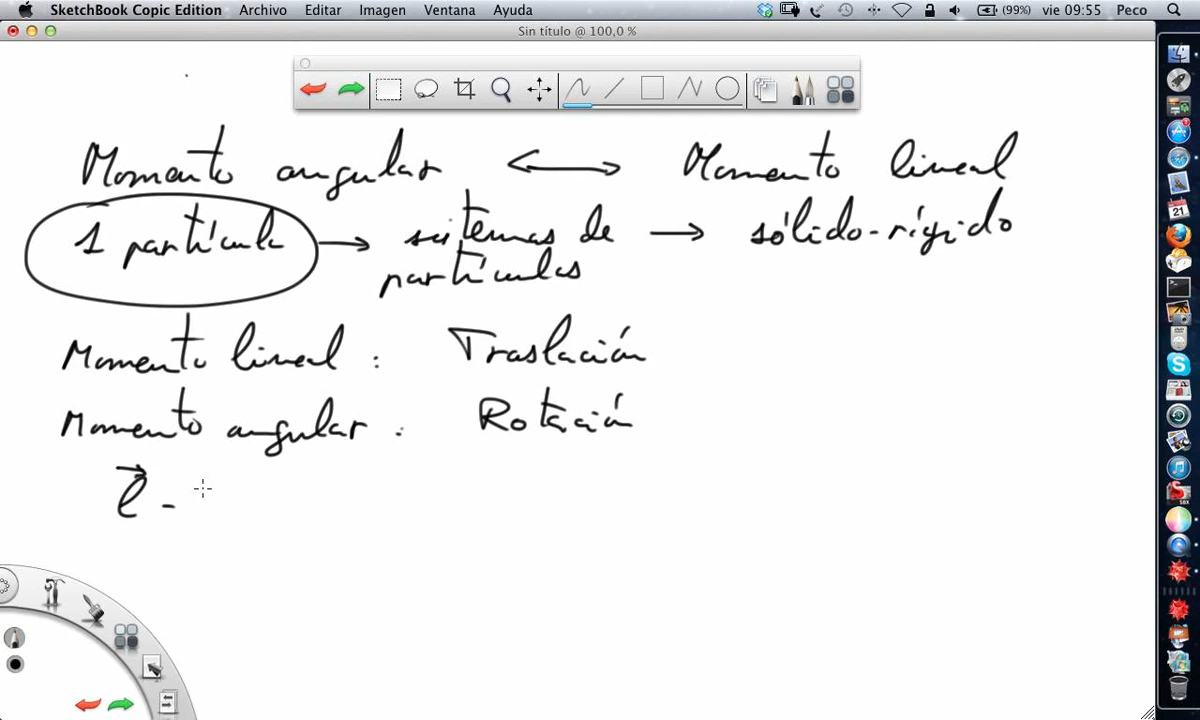 SketchBook Copic Edition Archivo Editar Imagen Ventana Ayuda (99%) vie 09:55 Peco
Sin título @ 100,0 %
Momento angular ⟷ Momento lineal
1 partícula → sistemas de → sólido-rígido
partículas
Momento lineal : Traslación
Momento angular : Rotación
ℓ⃗ -
21